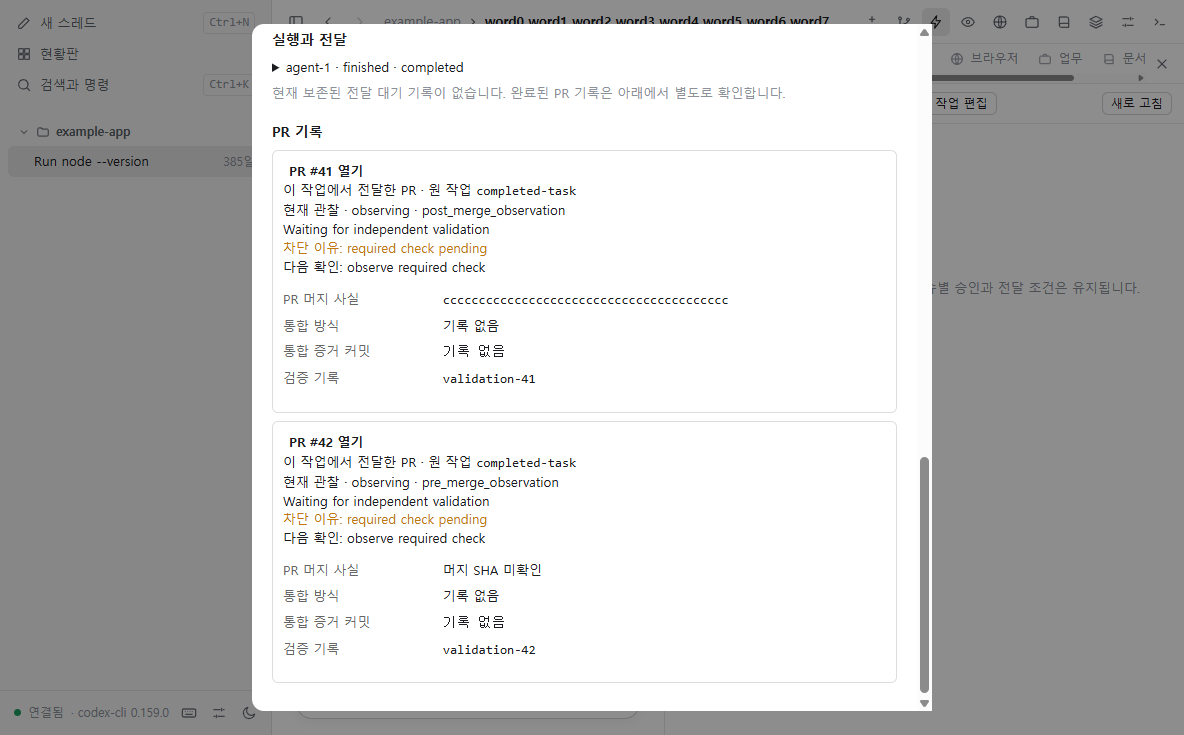 새 스레드
Ctrl+N
현황판
검색과 명령
Ctrl+K
example-app
Run node --version
385일
연결됨 · codex-cli 0.159.0
example-app
word0 word1 word2 word3 word4 word5 word6 word7
브라우저
업무
문서
작업 편집
새로 고침
승인과 전달 조건은 유지됩니다.
실행과 전달
agent-1 · finished · completed
현재 보존된 전달 대기 기록이 없습니다. 완료된 PR 기록은 아래에서 별도로 확인합니다.
PR 기록
PR #41 열기
이 작업에서 전달한 PR · 원 작업 completed-task
현재 관찰 · observing · post_merge_observation
Waiting for independent validation
차단 이유: required check pending
다음 확인: observe required check
PR 머지 사실 cccccccccccccccccccccccccccccccccccccccc
통합 방식 기록 없음
통합 증거 커밋 기록 없음
검증 기록 validation-41
PR #42 열기
이 작업에서 전달한 PR · 원 작업 completed-task
현재 관찰 · observing · pre_merge_observation
Waiting for independent validation
차단 이유: required check pending
다음 확인: observe required check
PR 머지 사실 머지 SHA 미확인
통합 방식 기록 없음
통합 증거 커밋 기록 없음
검증 기록 validation-42